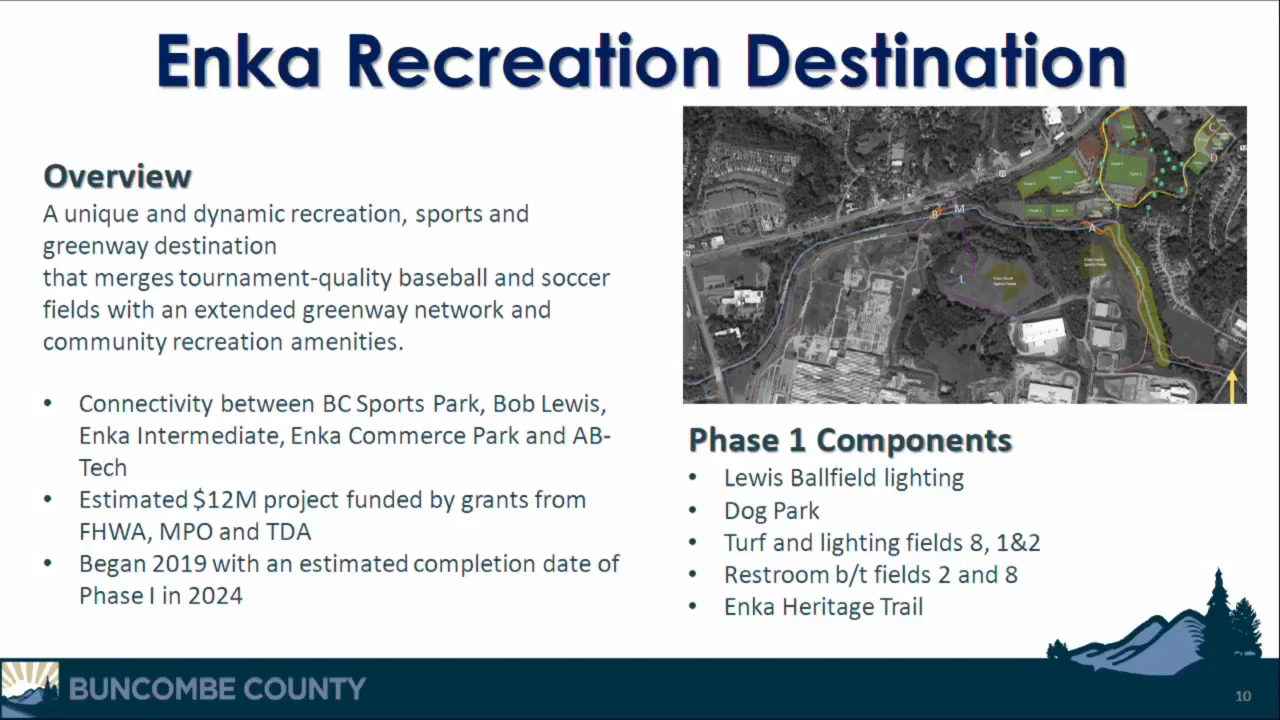 Enka Recreation Destination
Overview
A unique and dynamic recreation, sports and
greenway destination
that merges tournament-quality baseball and soccer
fields with an extended greenway network and
community recreation amenities.
• Connectivity between BC Sports Park, Bob Lewis,
Enka Intermediate, Enka Commerce Park and AB-
Tech
• Estimated $12M project funded by grants from
FHWA, MPO and TDA
• Began 2019 with an estimated completion date of
Phase I in 2024
M
A
E
L
C
D
Phase 1 Components
• Lewis Ballfield lighting
• Dog Park
• Turf and lighting fields 8, 1&2
• Restroom b/t fields 2 and 8
• Enka Heritage Trail
BUNCOMBE COUNTY
10